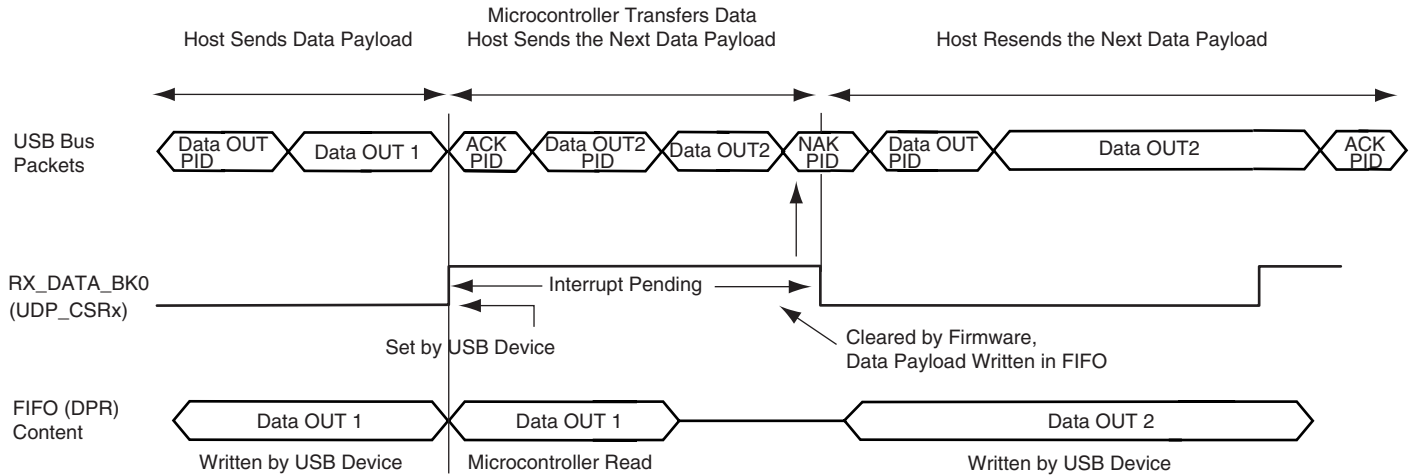 Microcontroller Transfers Data
Host Sends Data Payload
Host Sends the Next Data Payload
Host Resends the Next Data Payload
USB Bus
Packets
Data OUT
PID
Data OUT 1
ACK
PID
Data OUT2
PID
Data OUT2
NAK
PID
Data OUT
PID
Data OUT2
ACK
PID
RX_DATA_BK0
(UDP_CSRx)
Interrupt Pending
Set by USB Device
Cleared by Firmware,
Data Payload Written in FIFO
FIFO (DPR)
Content
Data OUT 1
Data OUT 1
Data OUT 2
Written by USB Device
Microcontroller Read
Written by USB Device